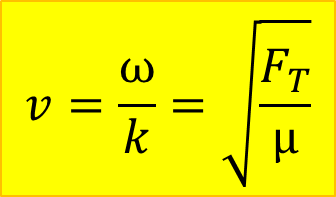 v = ω/k = √(F_T/μ)